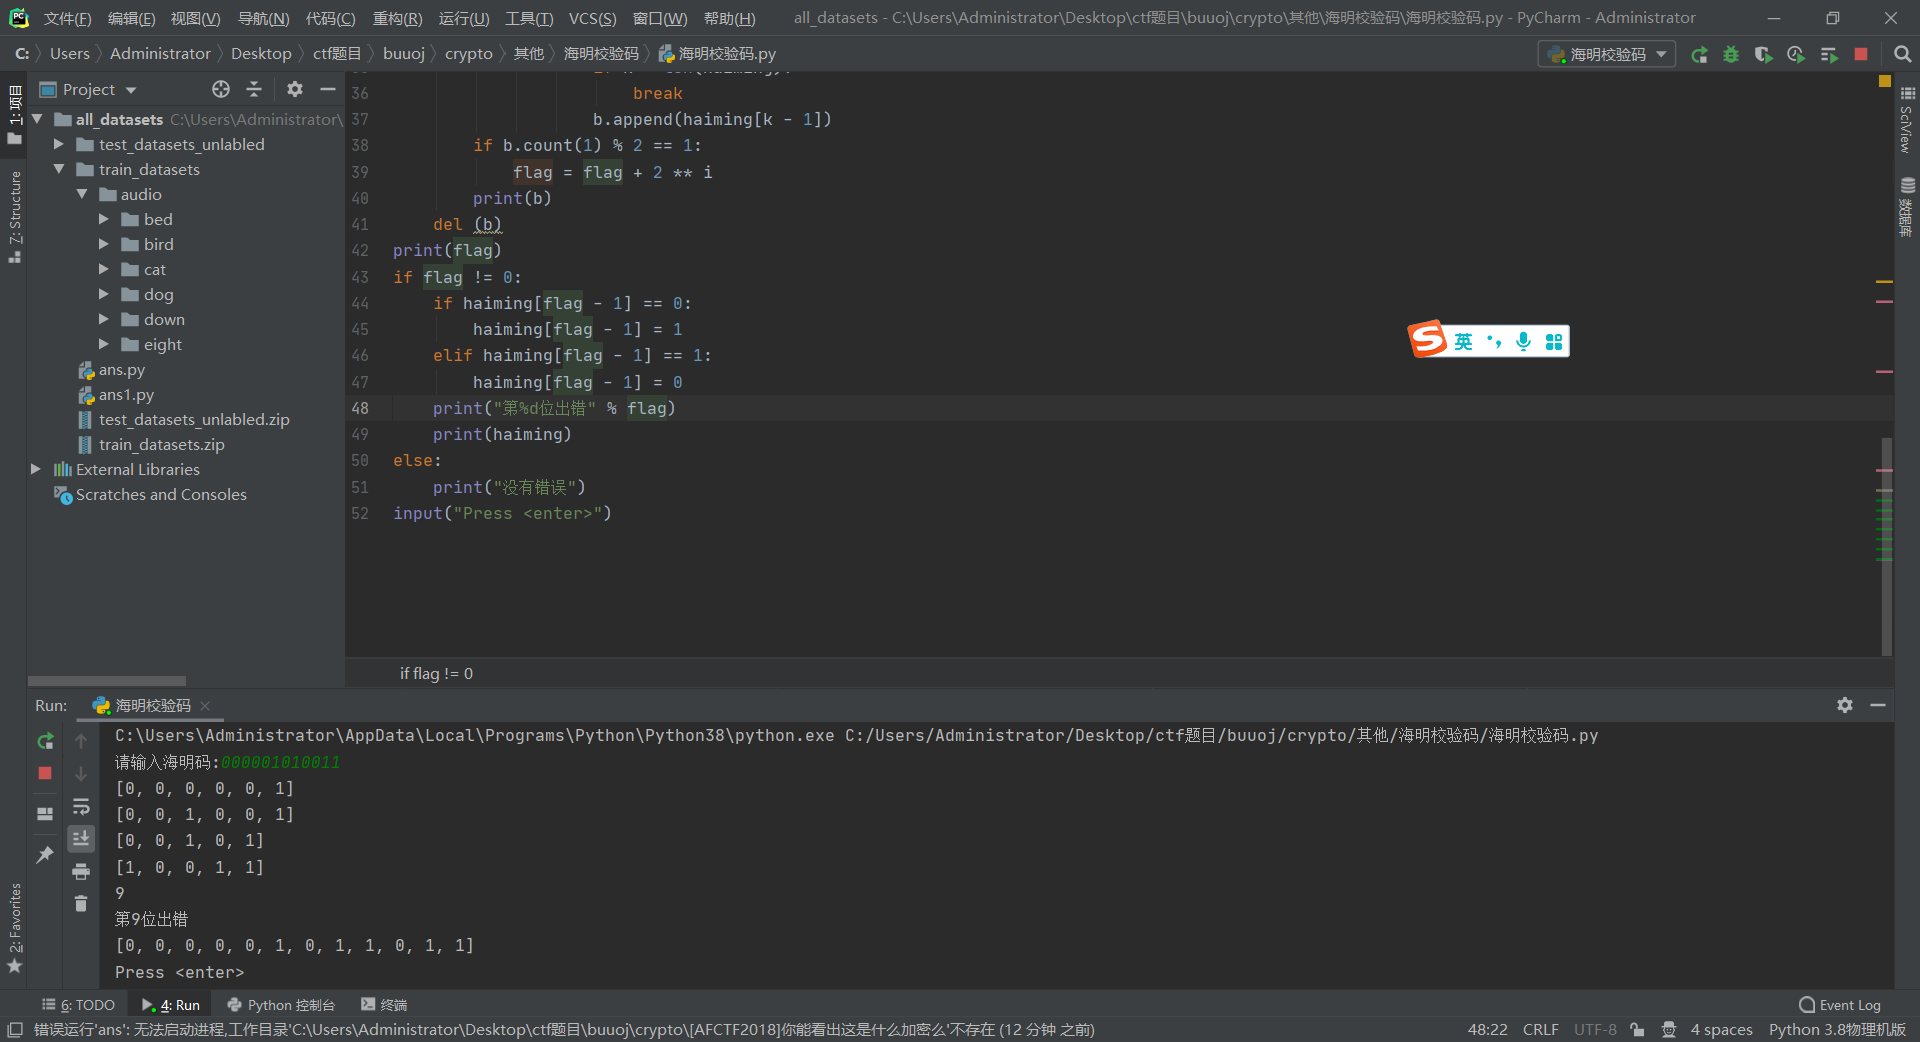 文件(F) 编辑(E) 视图(V) 导航(N) 代码(C) 重构(R) 运行(U) 工具(T) VCS(S) 窗口(W) 帮助(H) all_datasets - C:\Users\Administrator\Desktop\ctf题目\buuoj\crypto\其他\海明校验码\海明校验码.py - PyCharm - Administrator
C: Users Administrator Desktop ctf题目 buuoj crypto 其他 海明校验码 海明校验码.py 海明校验码
1: 项目
7: Structure
2: Favorites
Project
all_datasets C:\Users\Administrator\
test_datasets_unlabled
train_datasets
audio
bed
bird
cat
dog
down
eight
ans.py
ans1.py
test_datasets_unlabled.zip
train_datasets.zip
External Libraries
Scratches and Consoles
36 break
37 b.append(haiming[k - 1])
38 if b.count(1) % 2 == 1:
39 flag = flag + 2 ** i
40 print(b)
41 del (b)
42 print(flag)
43 if flag != 0:
44 if haiming[flag - 1] == 0:
45 haiming[flag - 1] = 1
46 elif haiming[flag - 1] == 1:
47 haiming[flag - 1] = 0
48 print("第%d位出错" % flag)
49 print(haiming)
50 else:
51 print("没有错误")
52 input("Press <enter>")
if flag != 0
SciView
数据库
英
Run: 海明校验码
C:\Users\Administrator\AppData\Local\Programs\Python\Python38\python.exe C:/Users/Administrator/Desktop/ctf题目/buuoj/crypto/其他/海明校验码/海明校验码.py
请输入海明码:000001010011
[0, 0, 0, 0, 0, 1]
[0, 0, 1, 0, 0, 1]
[0, 0, 1, 0, 1]
[1, 0, 0, 1, 1]
9
第9位出错
[0, 0, 0, 0, 0, 1, 0, 1, 1, 0, 1, 1]
Press <enter>
6: TODO 4: Run Python 控制台 终端 Event Log
错误运行'ans': 无法启动进程,工作目录'C:\Users\Administrator\Desktop\ctf题目\buuoj\crypto\[AFCTF2018]你能看出这是什么加密么'不存在 (12 分钟 之前) 48:22 CRLF UTF-8 4 spaces Python 3.8物理机版